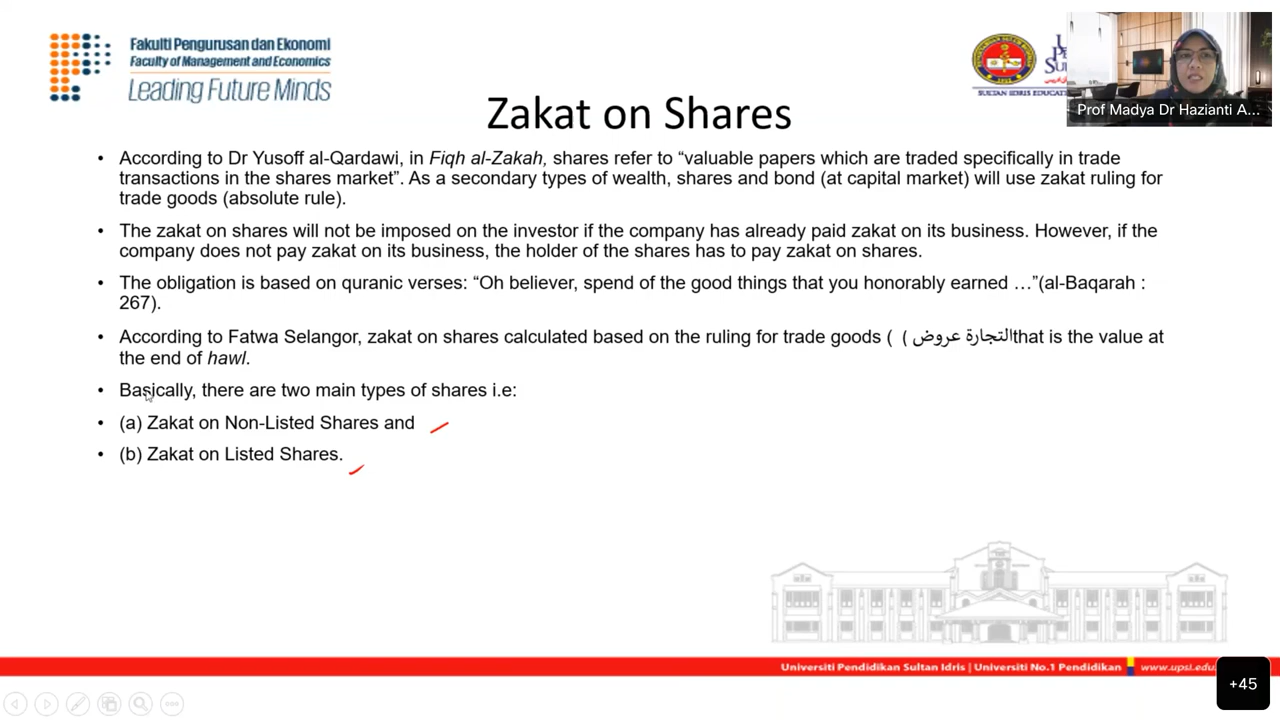 Fakulti Pengurusan dan Ekonomi
Faculty of Management and Economics
Leading Future Minds
SULTAN IDRIS EDUCAT
Prof Madya Dr Hazianti A...
Zakat on Shares
• According to Dr Yusoff al-Qardawi, in Fiqh al-Zakah, shares refer to “valuable papers which are traded specifically in trade
transactions in the shares market”. As a secondary types of wealth, shares and bond (at capital market) will use zakat ruling for
trade goods (absolute rule).
• The zakat on shares will not be imposed on the investor if the company has already paid zakat on its business. However, if the
company does not pay zakat on its business, the holder of the shares has to pay zakat on shares.
• The obligation is based on quranic verses: “Oh believer, spend of the good things that you honorably earned …”(al-Baqarah :
267).
• According to Fatwa Selangor, zakat on shares calculated based on the ruling for trade goods ( ( التجارة عروضthat is the value at
the end of hawl.
• Basically, there are two main types of shares i.e:
• (a) Zakat on Non-Listed Shares and
• (b) Zakat on Listed Shares.
Universiti Pendidikan Sultan Idris | Universiti No.1 Pendidikan www.upsi.edu.
+45